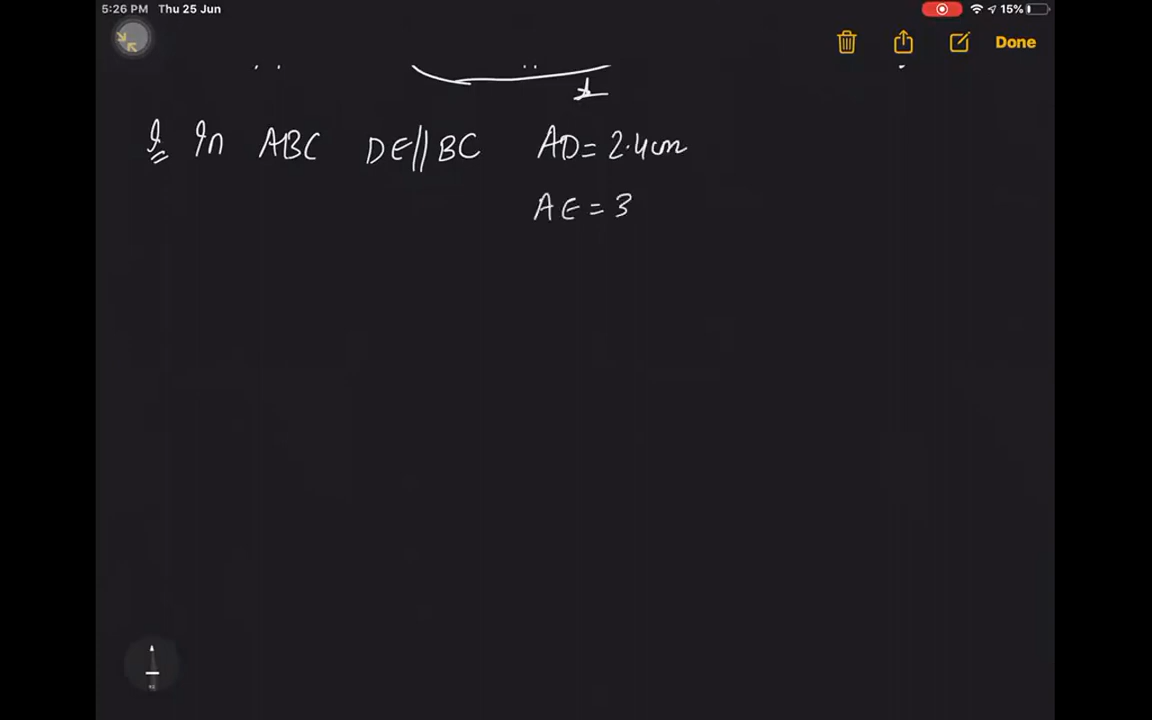 5:26 PM Thu 25 Jun 15%
Done
In ABC DE//BC AD=2.4cm
AE=3